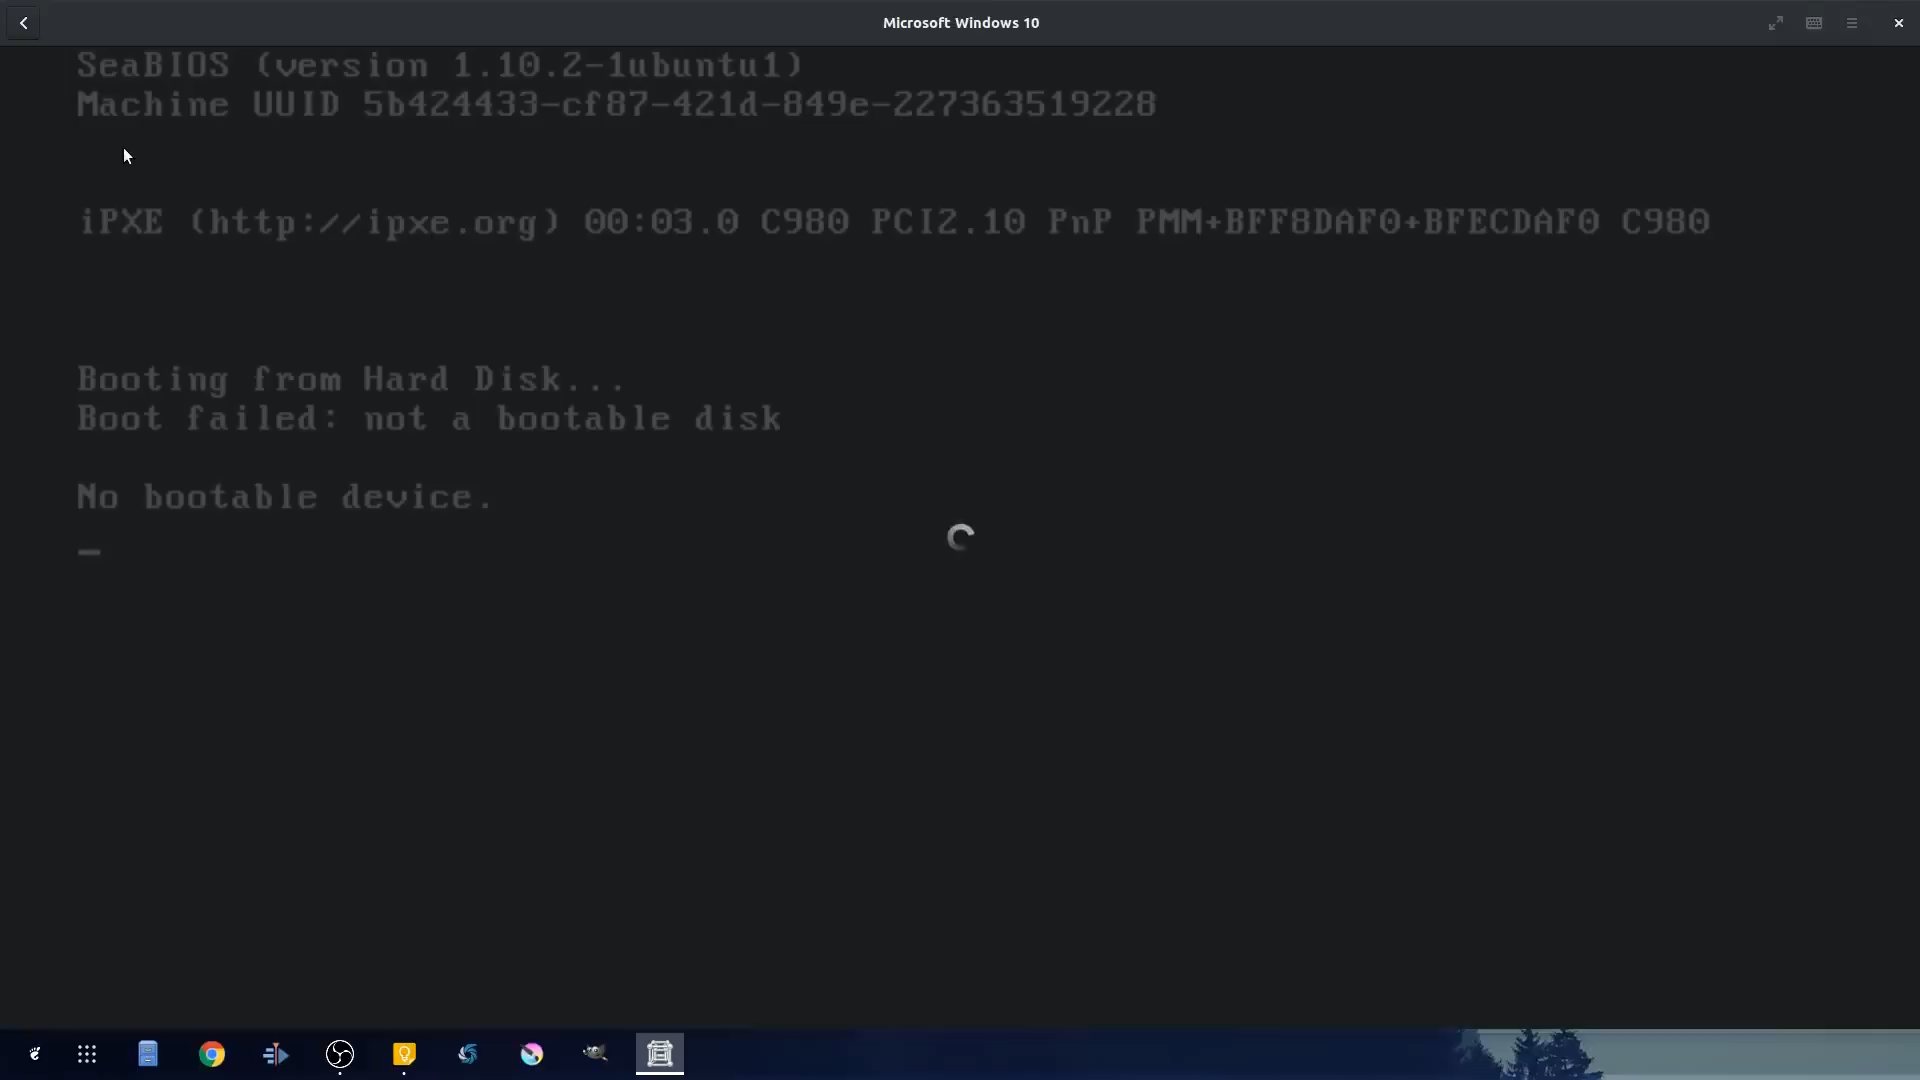 Microsoft Windows 10
SeaBIOS (version 1.10.2-1ubuntu1)
Machine UUID 5b424433-cf87-421d-849e-227363519228
iPXE (http://ipxe.org) 00:03.0 C980 PCI2.10 PnP PMM+BFF8DAF0+BFECDAF0 C980
Booting from Hard Disk...
Boot failed: not a bootable disk
No bootable device.